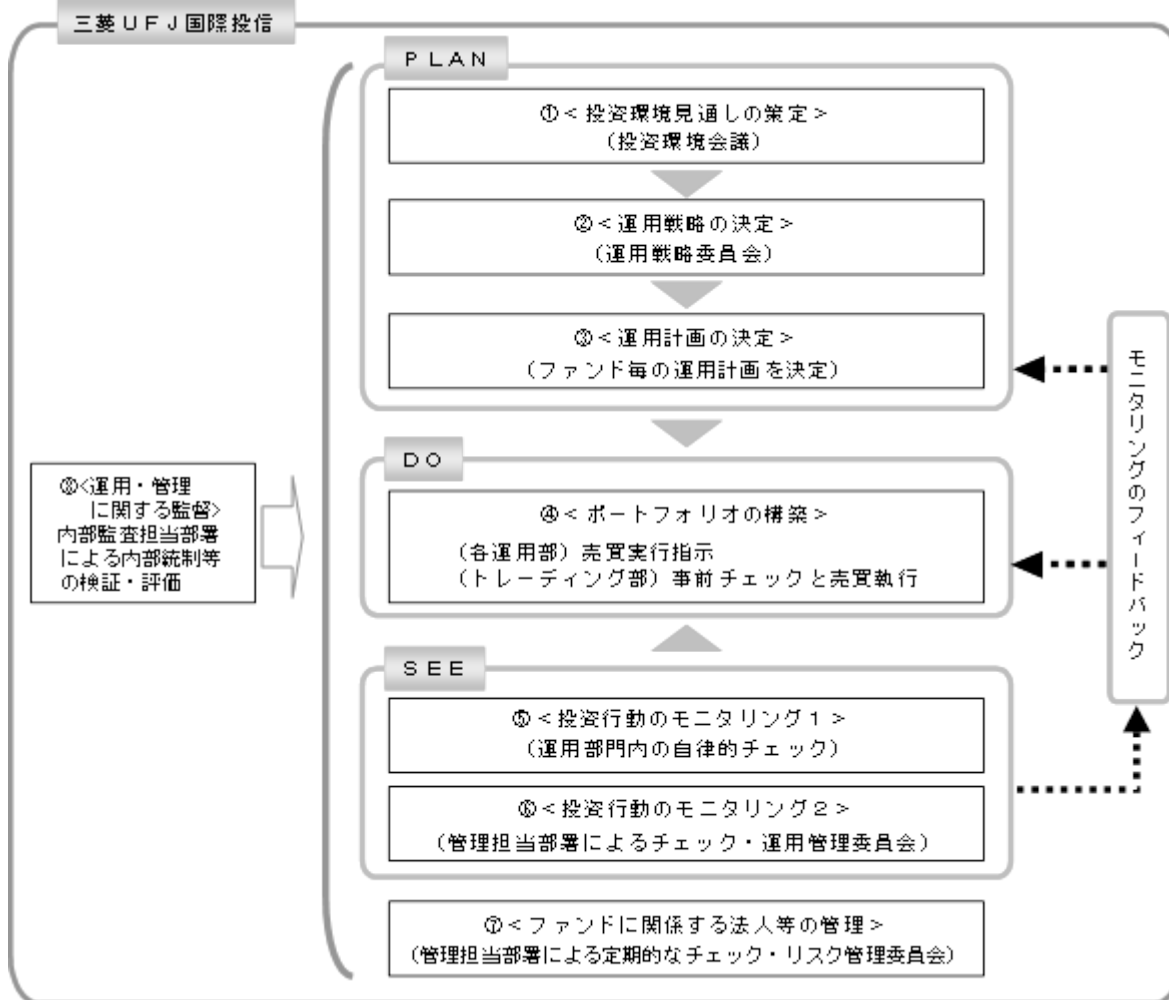 三菱UFJ国際投信
PLAN
①<投資環境見通しの策定>
(投資環境会議)
②<運用戦略の決定>
(運用戦略委員会)
③<運用計画の決定>
(ファンド毎の運用計画を決定)
DO
④<ポートフォリオの構築>
(各運用部)売買実行指示
(トレーディング部)事前チェックと売買執行
SEE
⑤<投資行動のモニタリング1>
(運用部門内の自律的チェック)
⑥<投資行動のモニタリング2>
(管理担当部署によるチェック・運用管理委員会)
⑦<ファンドに関係する法人等の管理>
(管理担当部署による定期的なチェック・リスク管理委員会)
⑧<運用・管理
に関する監督>
内部監査担当部署
による内部統制等
の検証・評価
モニタリングのフィードバック